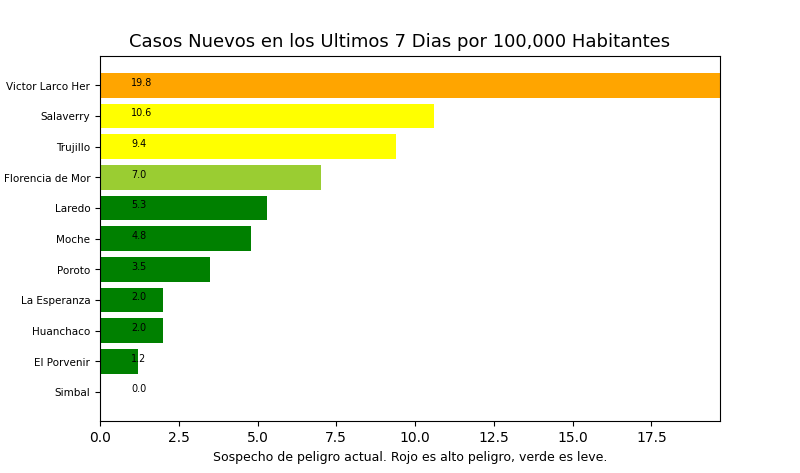 Casos Nuevos en los Ultimos 7 Dias por 100,000 Habitantes
Victor Larco Her 19.8
Salaverry 10.6
Trujillo 9.4
Florencia de Mor 7.0
Laredo 5.3
Moche 4.8
Poroto 3.5
La Esperanza 2.0
Huanchaco 2.0
El Porvenir 1.2
Simbal 0.0
0.0 2.5 5.0 7.5 10.0 12.5 15.0 17.5
Sospecho de peligro actual. Rojo es alto peligro, verde es leve.